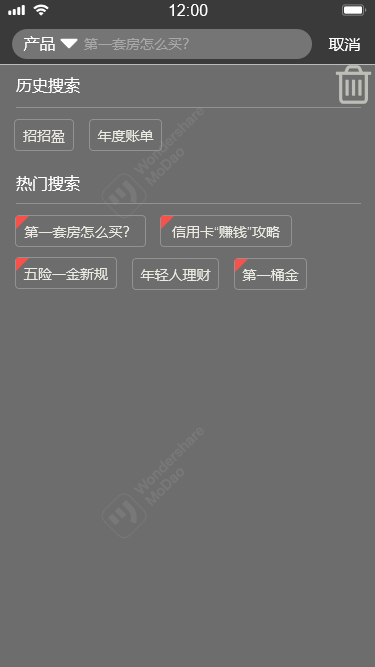 12:00
产品 第一套房怎么买? 取消
历史搜索
招招盈 年度账单
Wondershare
MoDao
热门搜索
第一套房怎么买? 信用卡“赚钱”攻略
五险一金新规 年轻人理财 第一桶金
Wondershare
MoDao